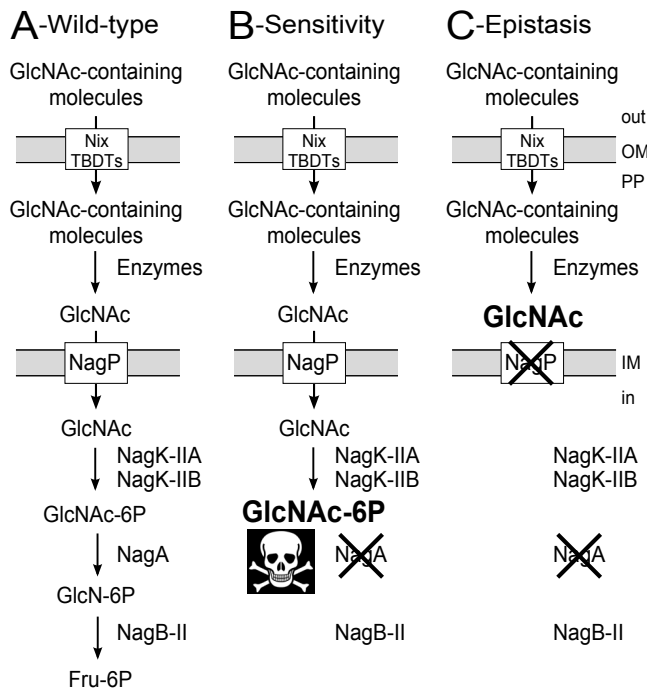 A-Wild-type
GlcNAc-containing
molecules
Nix
TBDTs
GlcNAc-containing
molecules
Enzymes
GlcNAc
NagP
GlcNAc
NagK-IIA
NagK-IIB
GlcNAc-6P
NagA
GlcN-6P
NagB-II
Fru-6P
B-Sensitivity
GlcNAc-containing
molecules
Nix
TBDTs
GlcNAc-containing
molecules
Enzymes
GlcNAc
NagP
GlcNAc
NagK-IIA
NagK-IIB
GlcNAc-6P
NagA
NagB-II
C-Epistasis
GlcNAc-containing
molecules
Nix
TBDTs
GlcNAc-containing
molecules
Enzymes
GlcNAc
NagP
NagK-IIA
NagK-IIB
NagA
NagB-II
out
OM
PP
IM
in